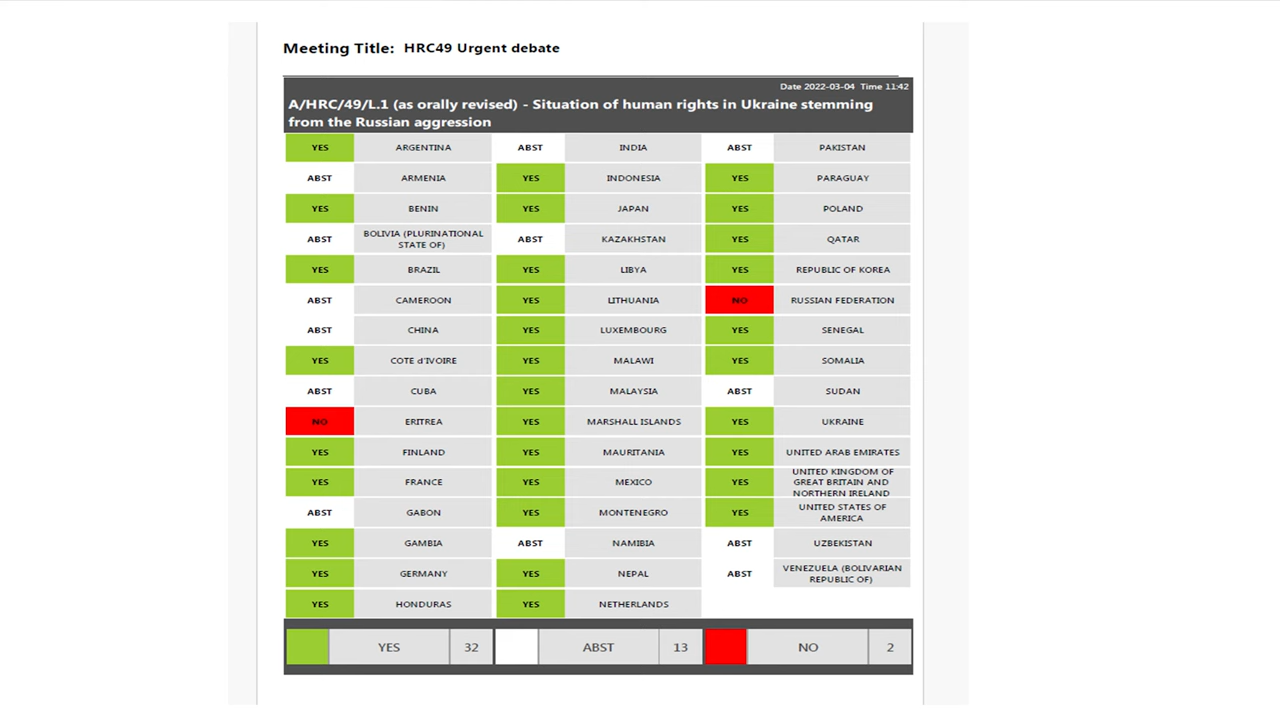 Meeting Title: HRC49 Urgent debate
Date 2022-03-04 Time 11:42
A/HRC/49/L.1 (as orally revised) - Situation of human rights in Ukraine stemming
from the Russian aggression
YES ARGENTINA ABST INDIA ABST PAKISTAN
ABST ARMENIA YES INDONESIA YES PARAGUAY
YES BENIN YES JAPAN YES POLAND
ABST BOLIVIA (PLURINATIONAL
STATE OF) ABST KAZAKHSTAN YES QATAR
YES BRAZIL YES LIBYA YES REPUBLIC OF KOREA
ABST CAMEROON YES LITHUANIA NO RUSSIAN FEDERATION
ABST CHINA YES LUXEMBOURG YES SENEGAL
YES COTE d'IVOIRE YES MALAWI YES SOMALIA
ABST CUBA YES MALAYSIA ABST SUDAN
NO ERITREA YES MARSHALL ISLANDS YES UKRAINE
YES FINLAND YES MAURITANIA YES UNITED ARAB EMIRATES
YES FRANCE YES MEXICO YES UNITED KINGDOM OF
GREAT BRITAIN AND
NORTHERN IRELAND
ABST GABON YES MONTENEGRO YES UNITED STATES OF
AMERICA
YES GAMBIA ABST NAMIBIA ABST UZBEKISTAN
YES GERMANY YES NEPAL ABST VENEZUELA (BOLIVARIAN
REPUBLIC OF)
YES HONDURAS YES NETHERLANDS
YES 32 ABST 13 NO 2